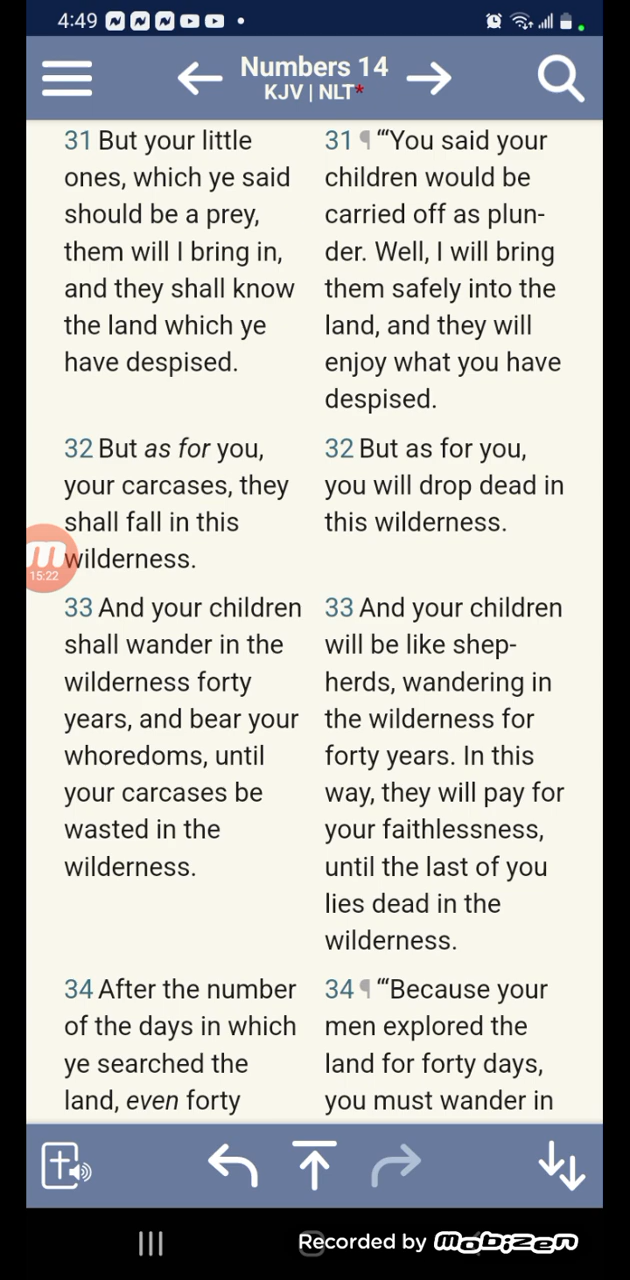 4:49
Numbers 14
KJV | NLT*
31 But your little
ones, which ye said
should be a prey,
them will I bring in,
and they shall know
the land which ye
have despised.
32 But as for you,
your carcases, they
shall fall in this
wilderness.
33 And your children
shall wander in the
wilderness forty
years, and bear your
whoredoms, until
your carcases be
wasted in the
wilderness.
34 After the number
of the days in which
ye searched the
land, even forty
31 ¶ “‘You said your
children would be
carried off as plun-
der. Well, I will bring
them safely into the
land, and they will
enjoy what you have
despised.
32 But as for you,
you will drop dead in
this wilderness.
33 And your children
will be like shep-
herds, wandering in
the wilderness for
forty years. In this
way, they will pay for
your faithlessness,
until the last of you
lies dead in the
wilderness.
34 ¶ “‘Because your
men explored the
land for forty days,
you must wander in
15:22
Recorded by mobizen